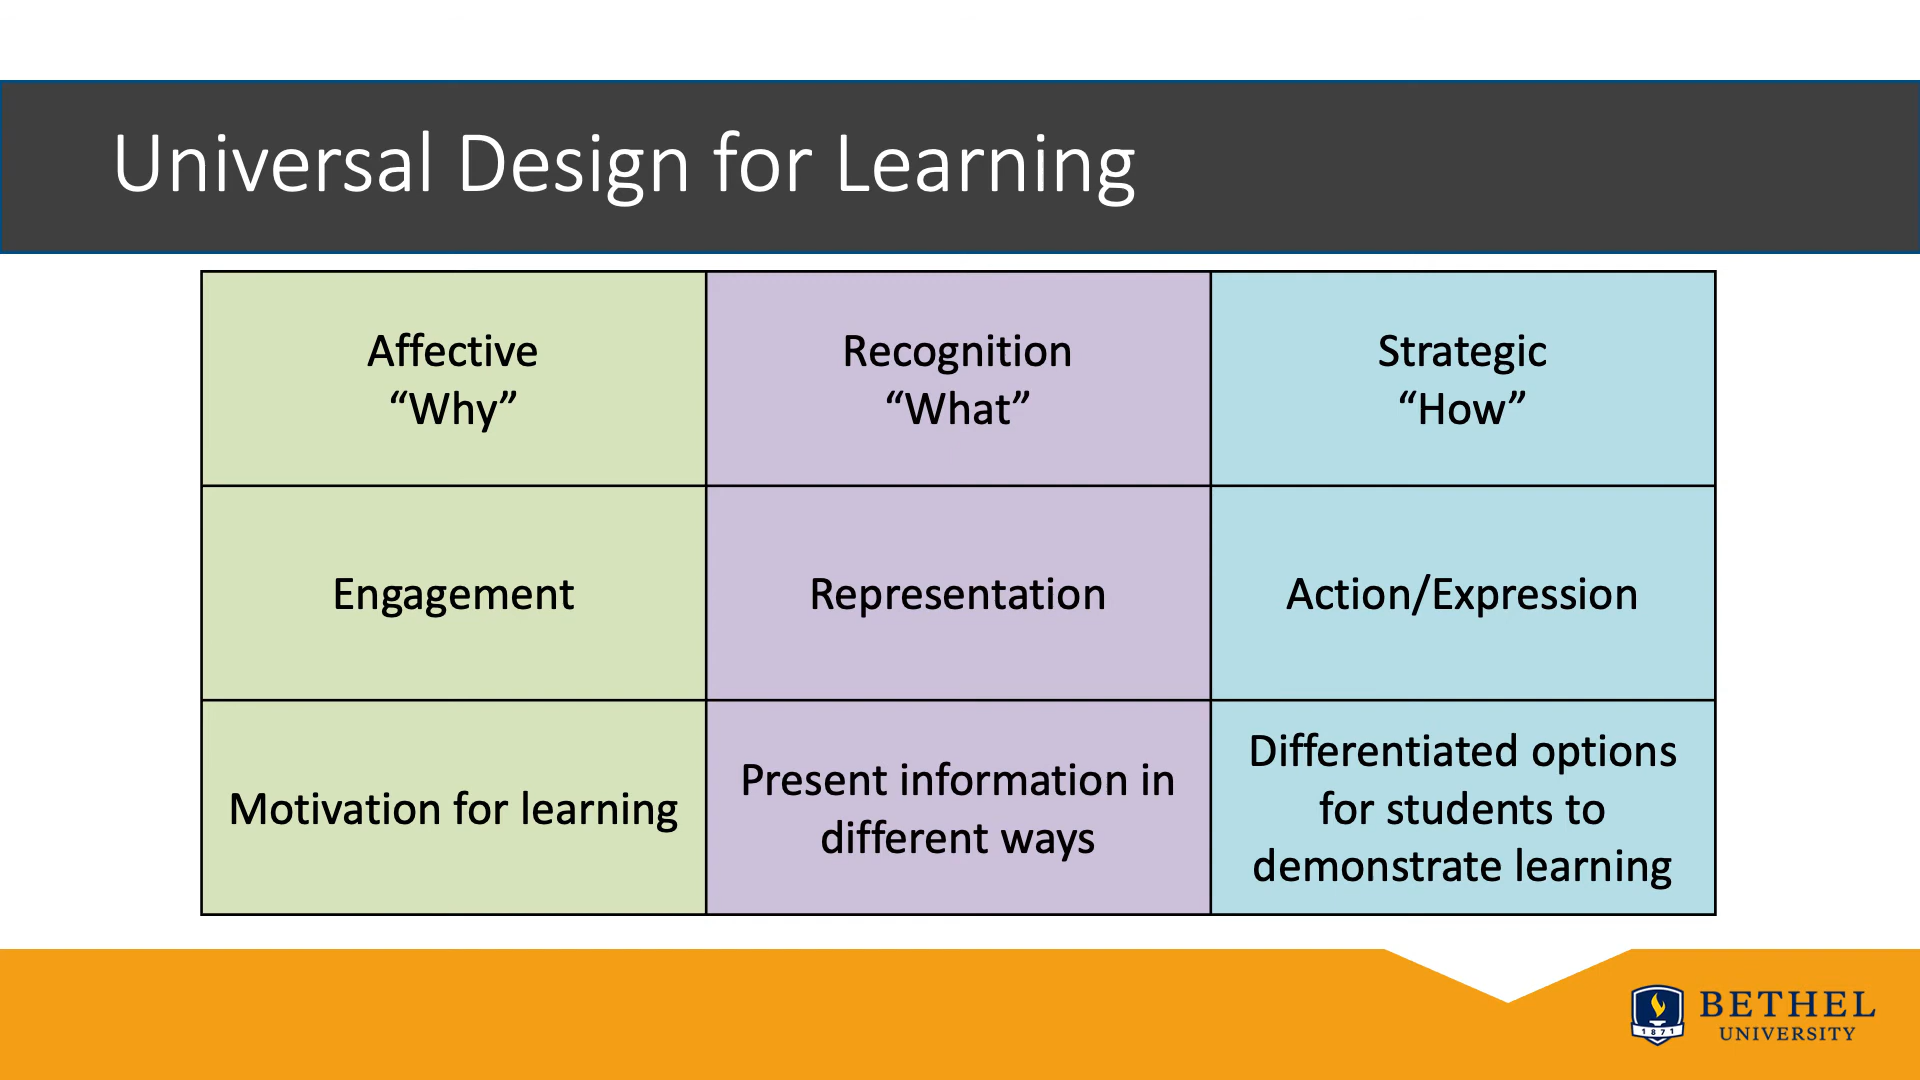 Universal Design for Learning
Affective
“Why”
Recognition
“What”
Strategic
“How”
Engagement
Representation
Action/Expression
Motivation for learning
Present information in
different ways
Differentiated options
for students to
demonstrate learning
1871
BETHEL
UNIVERSITY